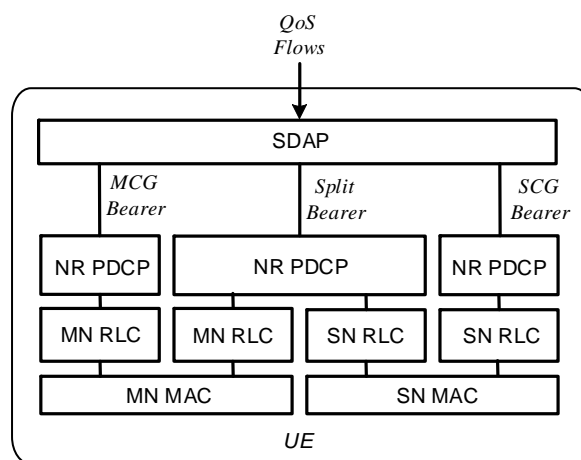 QoS
Flows
SDAP
MCG
Bearer
Split
Bearer
SCG
Bearer
NR PDCP
NR PDCP
NR PDCP
MN RLC
MN RLC
SN RLC
SN RLC
MN MAC
SN MAC
UE